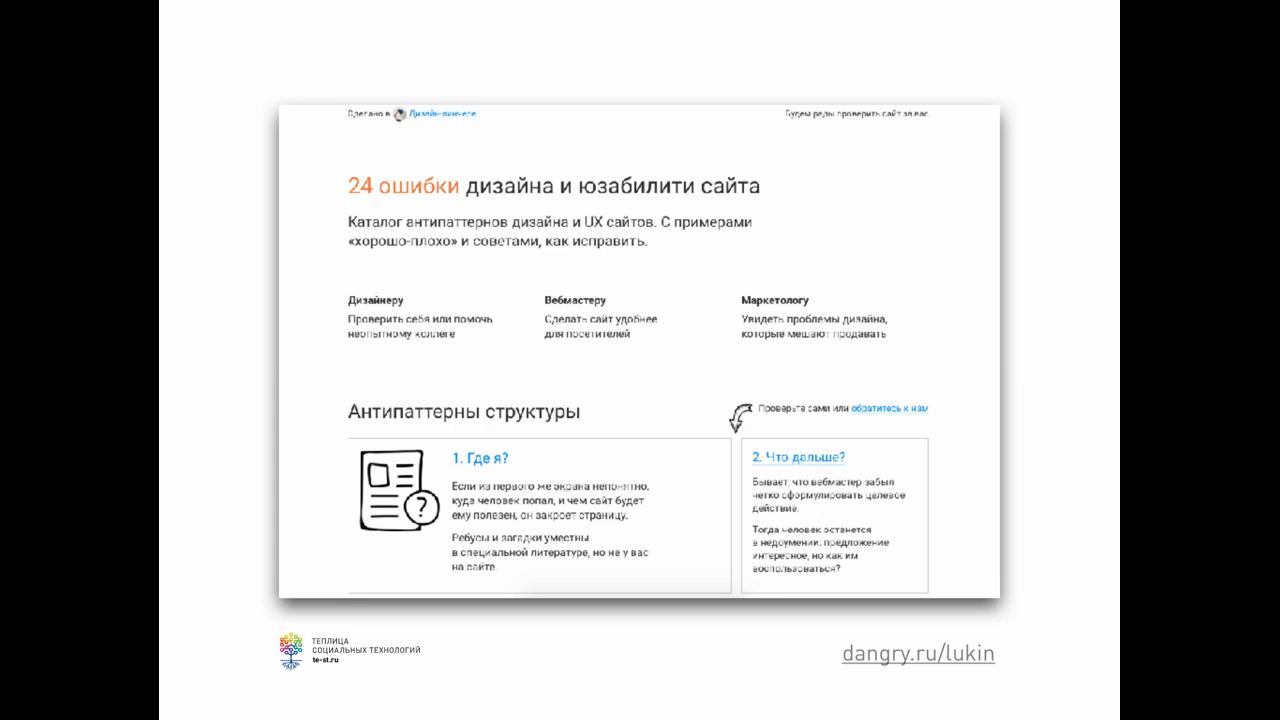 Сделано в Дизайн-линчере
Будем рады проверить сайт за вас
24 ошибки дизайна и юзабилити сайта
Каталог антипаттернов дизайна и UX сайтов. С примерами
«хорошо-плохо» и советами, как исправить.
Дизайнеру
Проверить себя или помочь
неопытному коллеге
Вебмастеру
Сделать сайт удобнее
для посетителей
Маркетологу
Увидеть проблемы дизайна,
которые мешают продавать
Антипаттерны структуры
Проверьте сами или обратитесь к нам
1. Где я?
Если из первого же экрана непонятно,
куда человек попал, и чем сайт будет
ему полезен, он закроет страницу.
Ребусы и загадки уместны
в специальной литературе, но не у вас
на сайте
2. Что дальше?
Бывает, что вебмастер забыл
четко сформулировать целевое
действие.
Тогда человек останется
в недоумении: предложение
интересное, но как им
воспользоваться?
ТЕПЛИЦА
СОЦИАЛЬНЫХ ТЕХНОЛОГИЙ
te-st.ru
dangry.ru/lukin